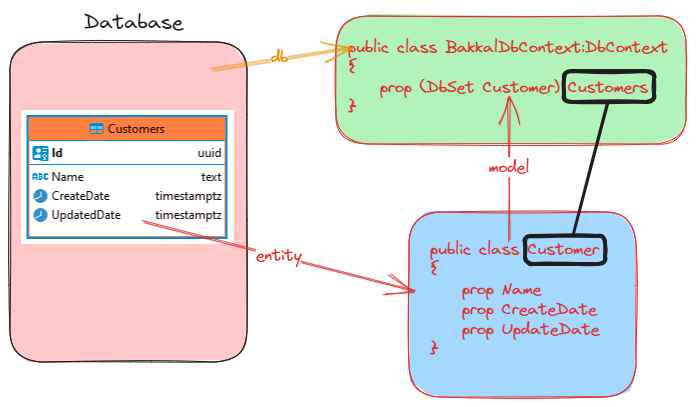 Database
Customers
Id uuid
ABC Name text
CreateDate timestamptz
UpdatedDate timestamptz
db
public class BakkalDbContext:DbContext
{
prop (DbSet Customer) Customers
}
model
entity
public class Customer
{
prop Name
prop CreateDate
prop UpdateDate
}